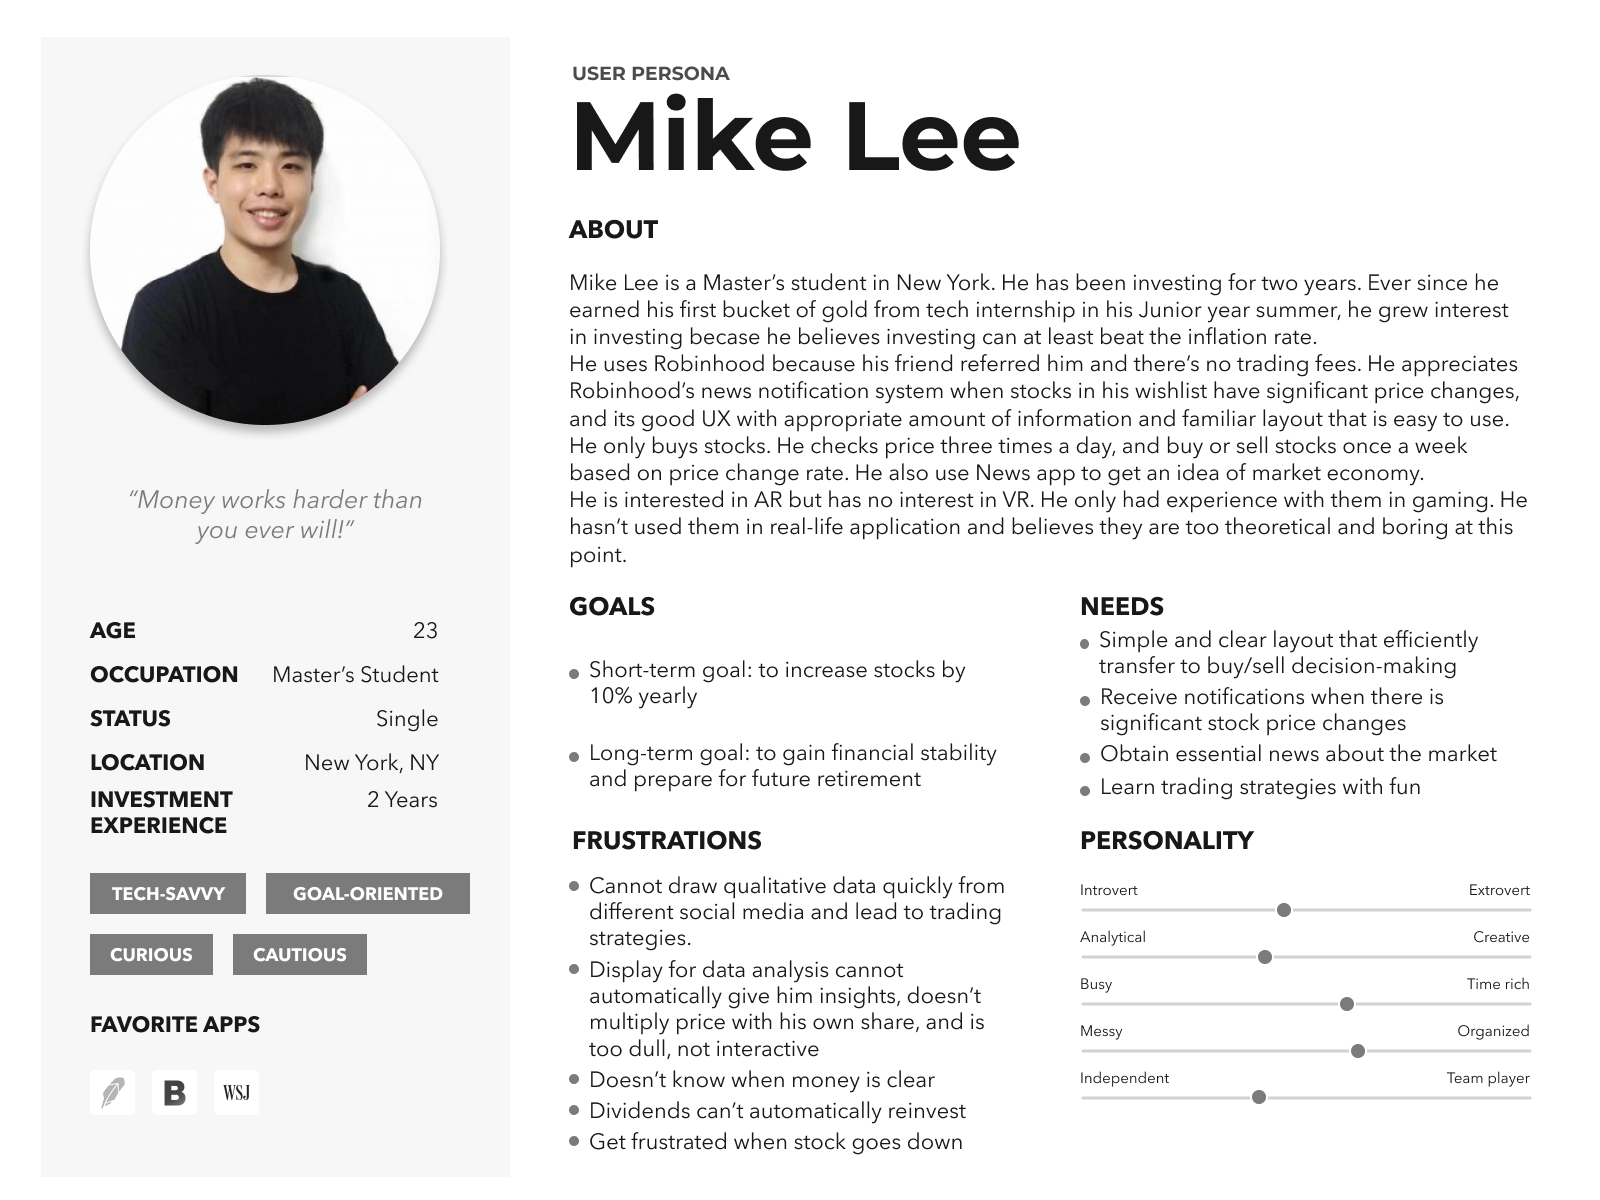 USER PERSONA
Mike Lee
ABOUT
Mike Lee is a Master’s student in New York. He has been investing for two years. Ever since he
earned his first bucket of gold from tech internship in his Junior year summer, he grew interest
in investing becase he believes investing can at least beat the inflation rate.
He uses Robinhood because his friend referred him and there’s no trading fees. He appreciates
Robinhood’s news notification system when stocks in his wishlist have significant price changes,
and its good UX with appropriate amount of information and familiar layout that is easy to use.
He only buys stocks. He checks price three times a day, and buy or sell stocks once a week
based on price change rate. He also use News app to get an idea of market economy.
He is interested in AR but has no interest in VR. He only had experience with them in gaming. He
hasn’t used them in real-life application and believes they are too theoretical and boring at this
point.
“Money works harder than
you ever will!”
AGE 23
OCCUPATION Master’s Student
STATUS Single
LOCATION New York, NY
INVESTMENT 2 Years
EXPERIENCE
TECH-SAVVY GOAL-ORIENTED
CURIOUS CAUTIOUS
FAVORITE APPS
B WSJ
GOALS
Short-term goal: to increase stocks by
10% yearly
Long-term goal: to gain financial stability
and prepare for future retirement
NEEDS
Simple and clear layout that efficiently
transfer to buy/sell decision-making
Receive notifications when there is
significant stock price changes
Obtain essential news about the market
Learn trading strategies with fun
FRUSTRATIONS
Cannot draw qualitative data quickly from
different social media and lead to trading
strategies.
Display for data analysis cannot
automatically give him insights, doesn’t
multiply price with his own share, and is
too dull, not interactive
Doesn’t know when money is clear
Dividends can’t automatically reinvest
Get frustrated when stock goes down
PERSONALITY
Introvert Extrovert
Analytical Creative
Busy Time rich
Messy Organized
Independent Team player